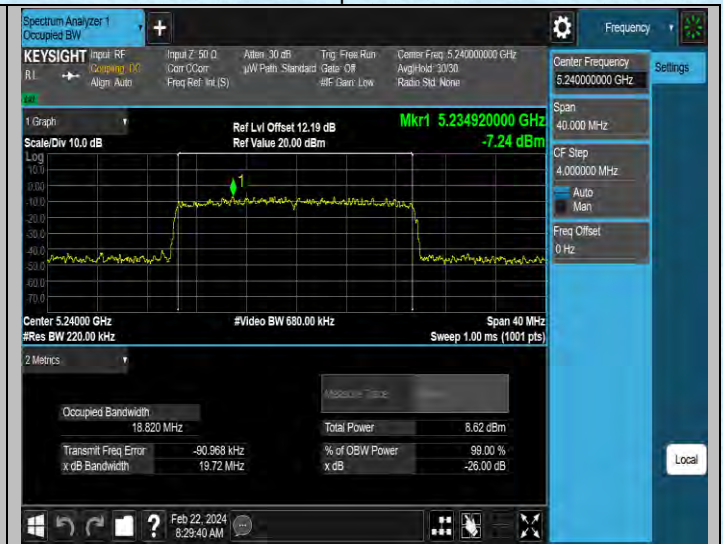 Spectrum Analyzer 1
Occupied BW
+
Frequency
KEYSIGHT Input: RF
Coupling: DC
Align: Auto
RL
Input Z: 50 Ω
Corr CCorr
Freq Ref: Int (S)
Atten: 30 dB
µW Path: Standard
Trig: Free Run
Gate: Off
#IF Gain: Low
Center Freq: 5.240000000 GHz
Avg|Hold: 30/30
Radio Std: None
Center Frequency
5.240000000 GHz
Settings
Span
40.000 MHz
CF Step
4.000000 MHz
Auto
Man
Freq Offset
0 Hz
1 Graph
Scale/Div 10.0 dB
Ref Lvl Offset 12.19 dB
Ref Value 20.00 dBm
Mkr1 5.234920000 GHz
-7.24 dBm
Log
10.0
0.00
-10.0
-20.0
-30.0
-40.0
-50.0
-60.0
-70.0
1
Center 5.24000 GHz
#Res BW 220.00 kHz
#Video BW 680.00 kHz
Span 40 MHz
Sweep 1.00 ms (1001 pts)
2 Metrics
Measure Trace
Occupied Bandwidth
18.820 MHz
Total Power 8.62 dBm
Transmit Freq Error -90.968 kHz
% of OBW Power 99.00 %
x dB Bandwidth 19.72 MHz
x dB -26.00 dB
Local
?
Feb 22, 2024
8:29:40 AM